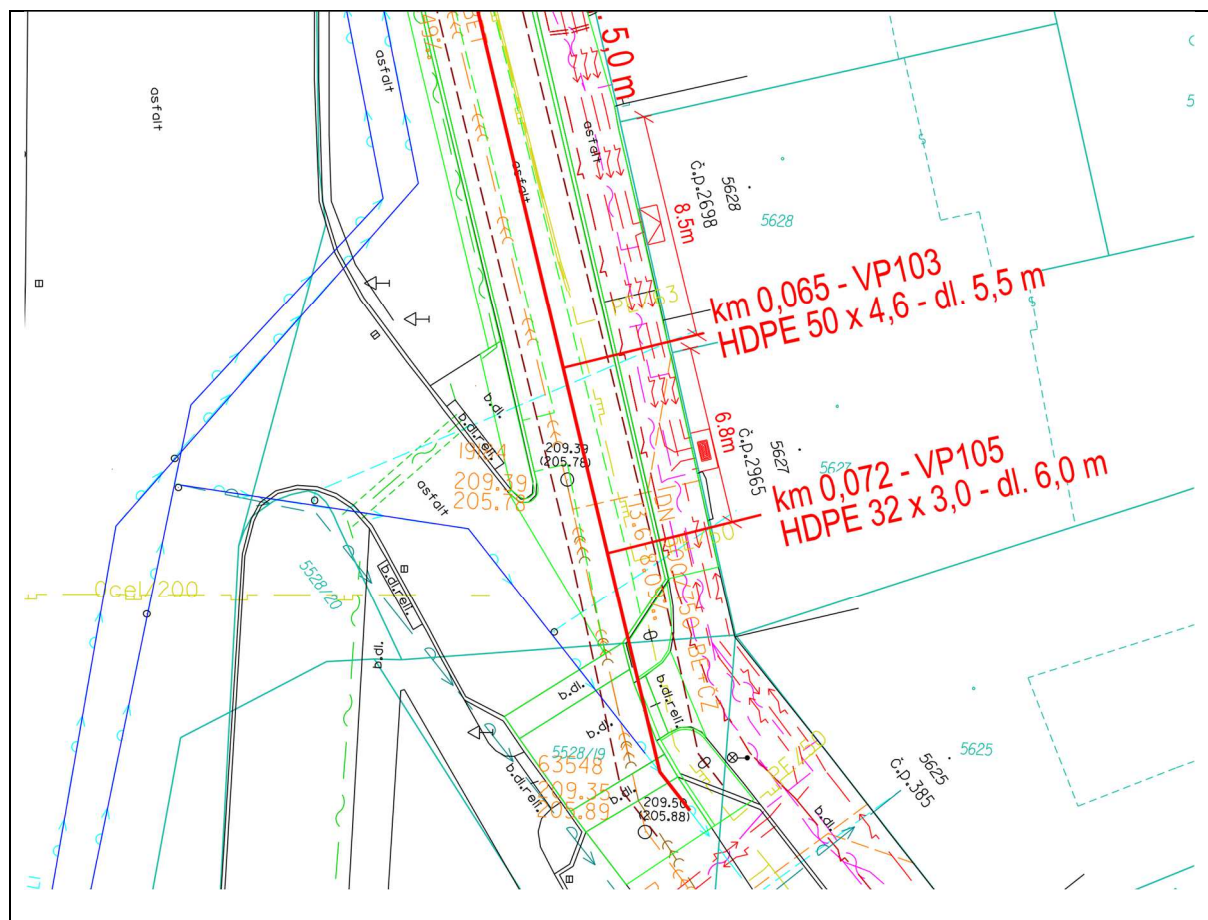 . 5,0 m
asfalt
asfalt
asfalt
asfalt
č.p.2698
5628
5628
8.5m
km 0,065 - VP103
HDPE 50 x 4,6 - dl. 5,5 m
b.dl.
b.dl.rell.
209.39
(205.78)
209.39
205.78
asfalt
6.8m
č.p.2965
5627
5627
km 0,072 - VP105
HDPE 32 x 3,0 - dl. 6,0 m
Ocel/200
5528/20
b.dl.rell.
b.dl.
b.dl.
b.dl.rell.
b.dl.
5528/19
63548
209.35
205.89
b.dl.rell.
b.dl.
209.50
(205.88)
b.dl.
5625
č.p.385
5625